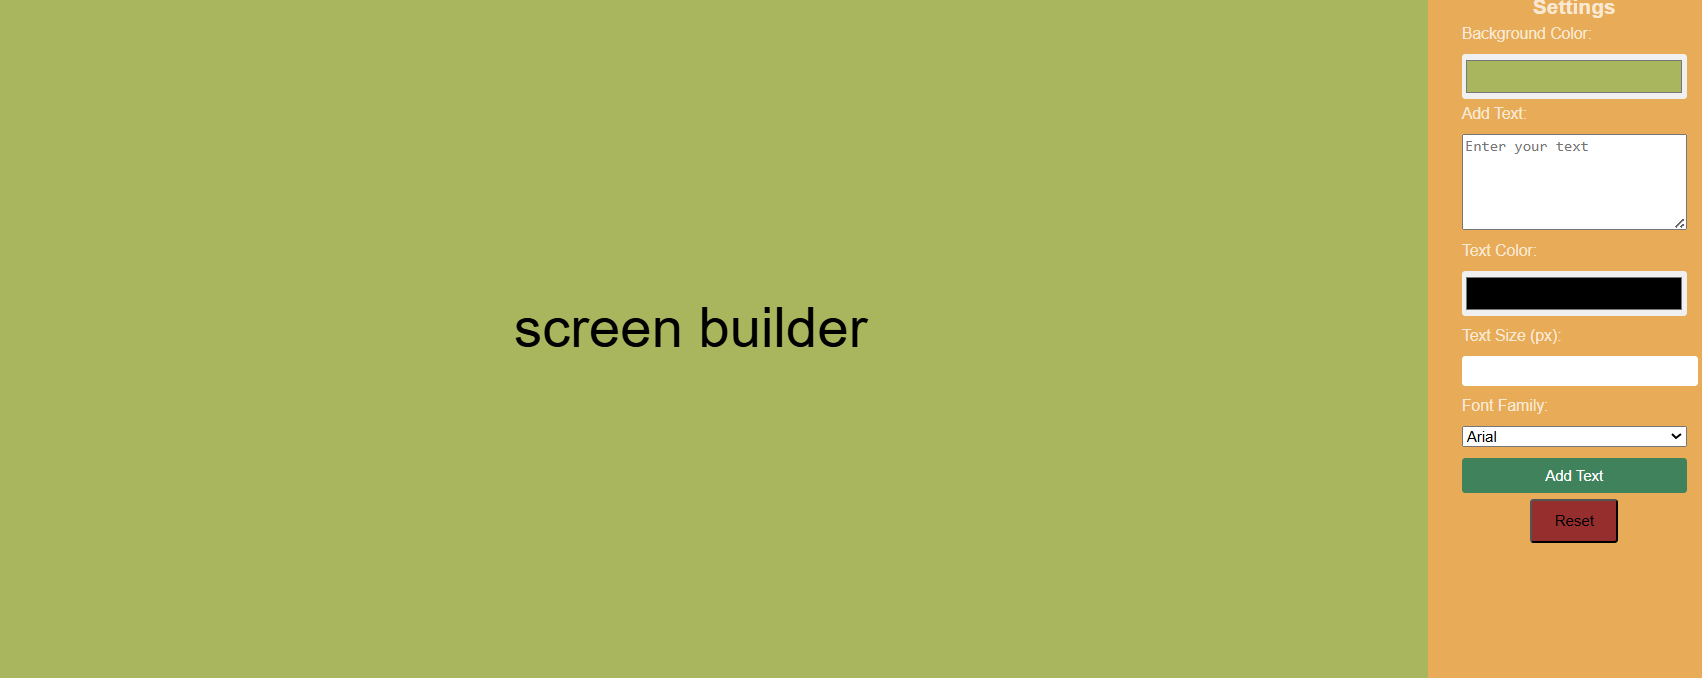 Settings
Background Color:
Add Text:
Enter your text
screen builder
Text Color:
Text Size (px):
Font Family:
Arial
Add Text
Reset